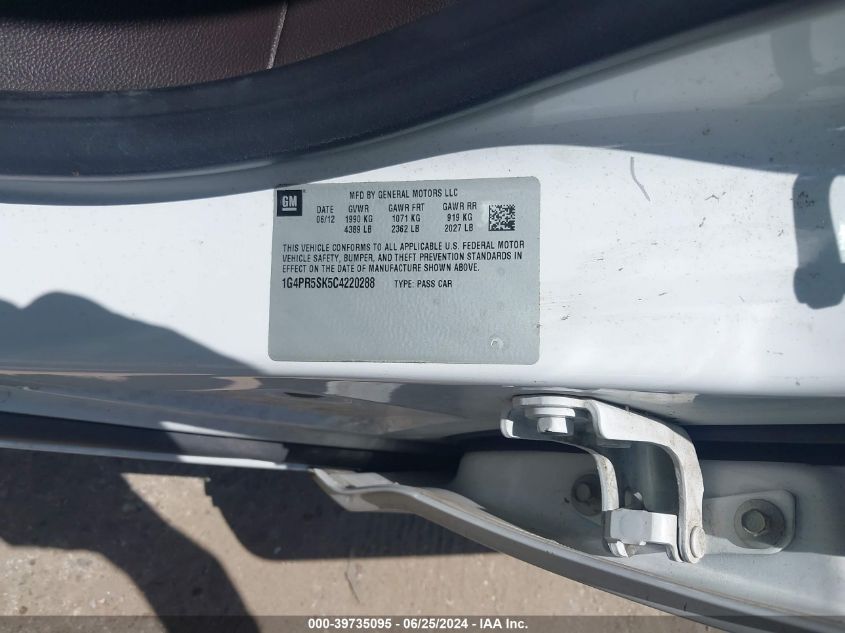 GM
MFD BY GENERAL MOTORS LLC
DATE GVWR GAWR FRT GAWR RR
06/12 1990 KG 1071 KG 919 KG
4389 LB 2362 LB 2027 LB
THIS VEHICLE CONFORMS TO ALL APPLICABLE U.S. FEDERAL MOTOR
VEHICLE SAFETY, BUMPER, AND THEFT PREVENTION STANDARDS IN
EFFECT ON THE DATE OF MANUFACTURE SHOWN ABOVE.
1G4PR5SK5C4220288 TYPE: PASS CAR
000-39735095 - 06/25/2024 - IAA Inc.